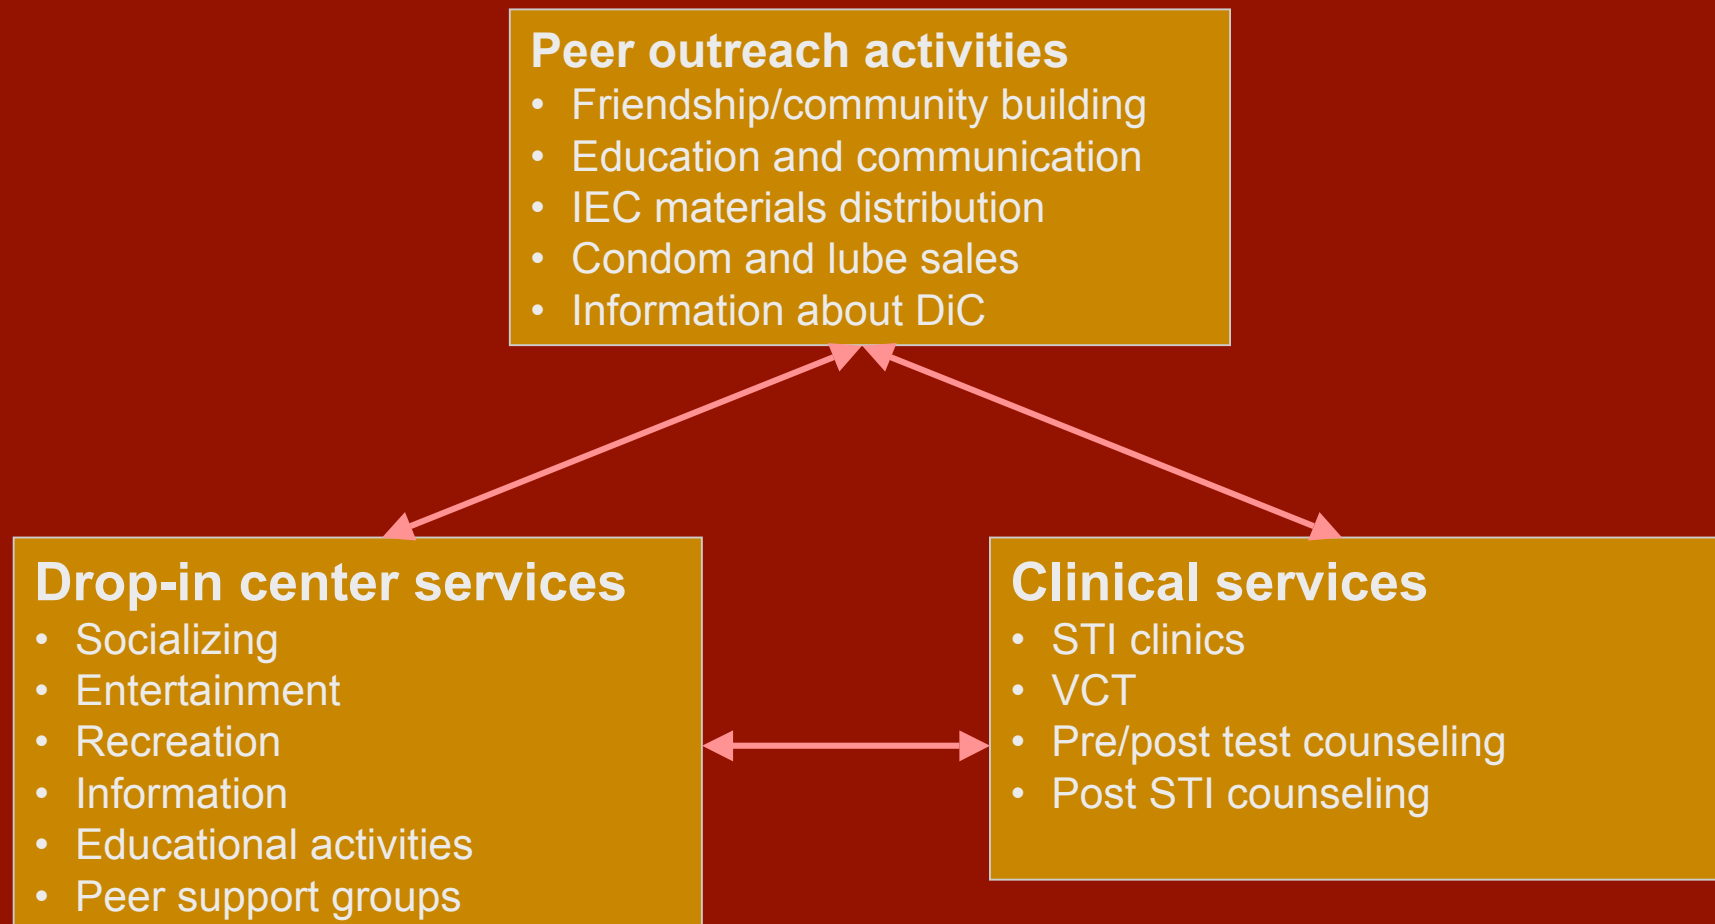 Peer outreach activities
• Friendship/community building
• Education and communication
• IEC materials distribution
• Condom and lube sales
• Information about DiC
Drop-in center services
• Socializing
• Entertainment
• Recreation
• Information
• Educational activities
• Peer support groups
Clinical services
• STI clinics
• VCT
• Pre/post test counseling
• Post STI counseling